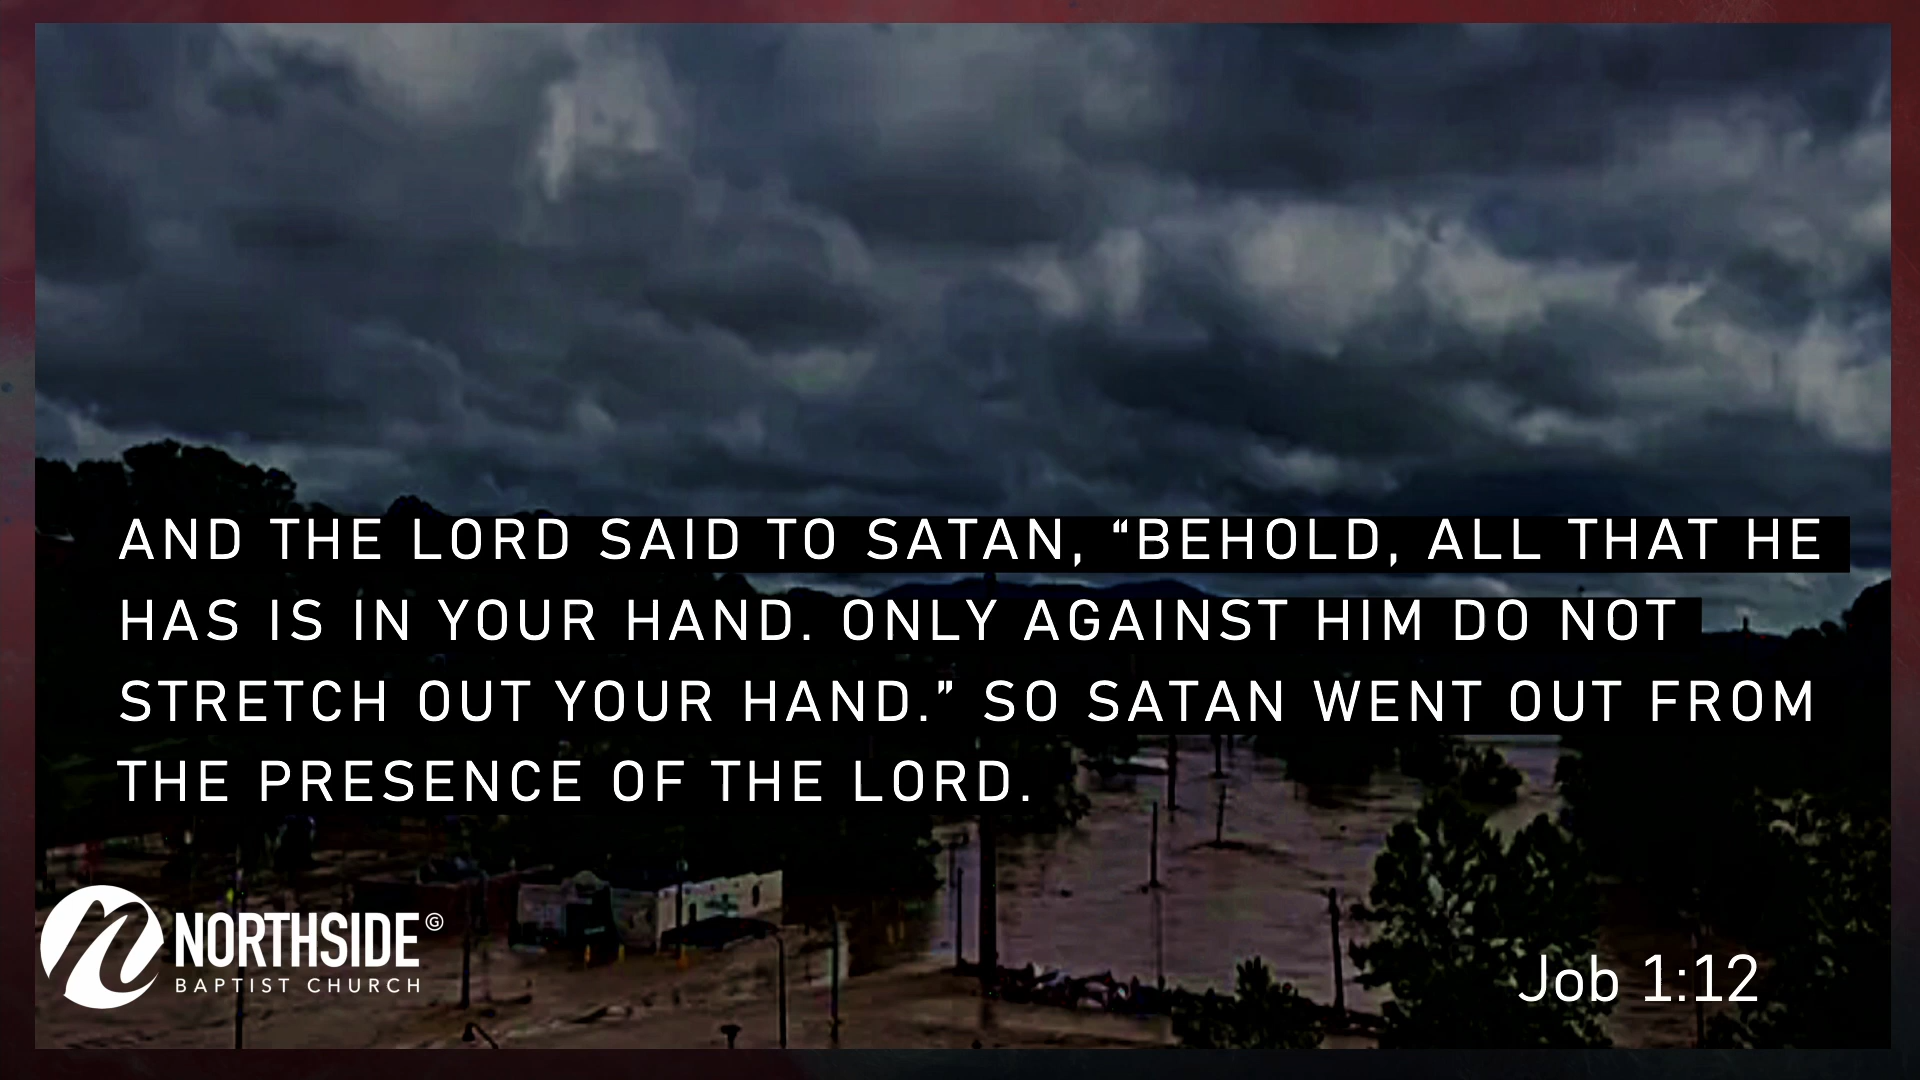 AND THE LORD SAID TO SATAN, “BEHOLD, ALL THAT HE
HAS IS IN YOUR HAND. ONLY AGAINST HIM DO NOT
STRETCH OUT YOUR HAND.” SO SATAN WENT OUT FROM
THE PRESENCE OF THE LORD.
NORTHSIDE G
BAPTIST CHURCH
Job 1:12